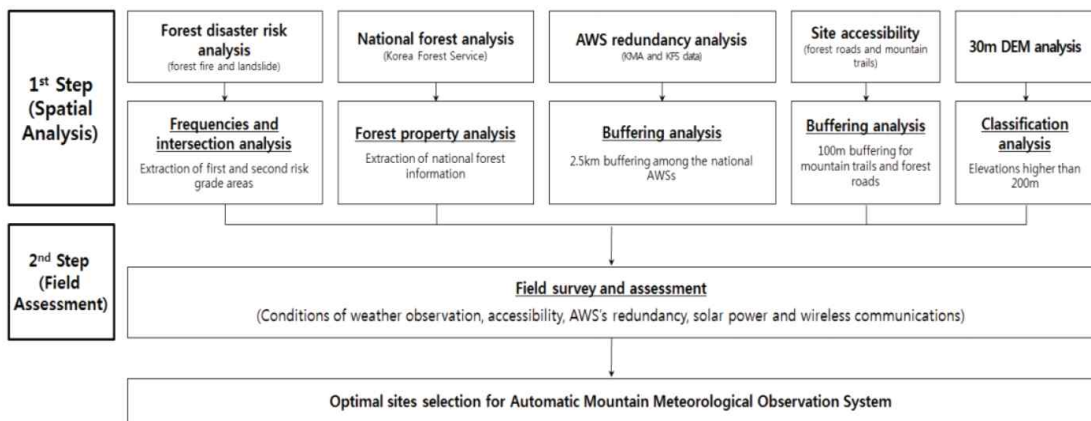 1st Step
(Spatial
Analysis)
Forest disaster risk
analysis
(forest fire and landslide)
National forest analysis
(Korea Forest Service)
AWS redundancy analysis
(KMA and KFS data)
Site accessibility
(forest roads and mountain
trails)
30m DEM analysis
Frequencies and
intersection analysis
Extraction of first and second risk
grade areas
Forest property analysis
Extraction of national forest
information
Buffering analysis
2.5km buffering among the national
AWSs
Buffering analysis
100m buffering for
mountain trails and forest
roads
Classification
analysis
Elevations higher than
200m
2nd Step
(Field
Assessment)
Field survey and assessment
(Conditions of weather observation, accessibility, AWS's redundancy, solar power and wireless communications)
Optimal sites selection for Automatic Mountain Meteorological Observation System